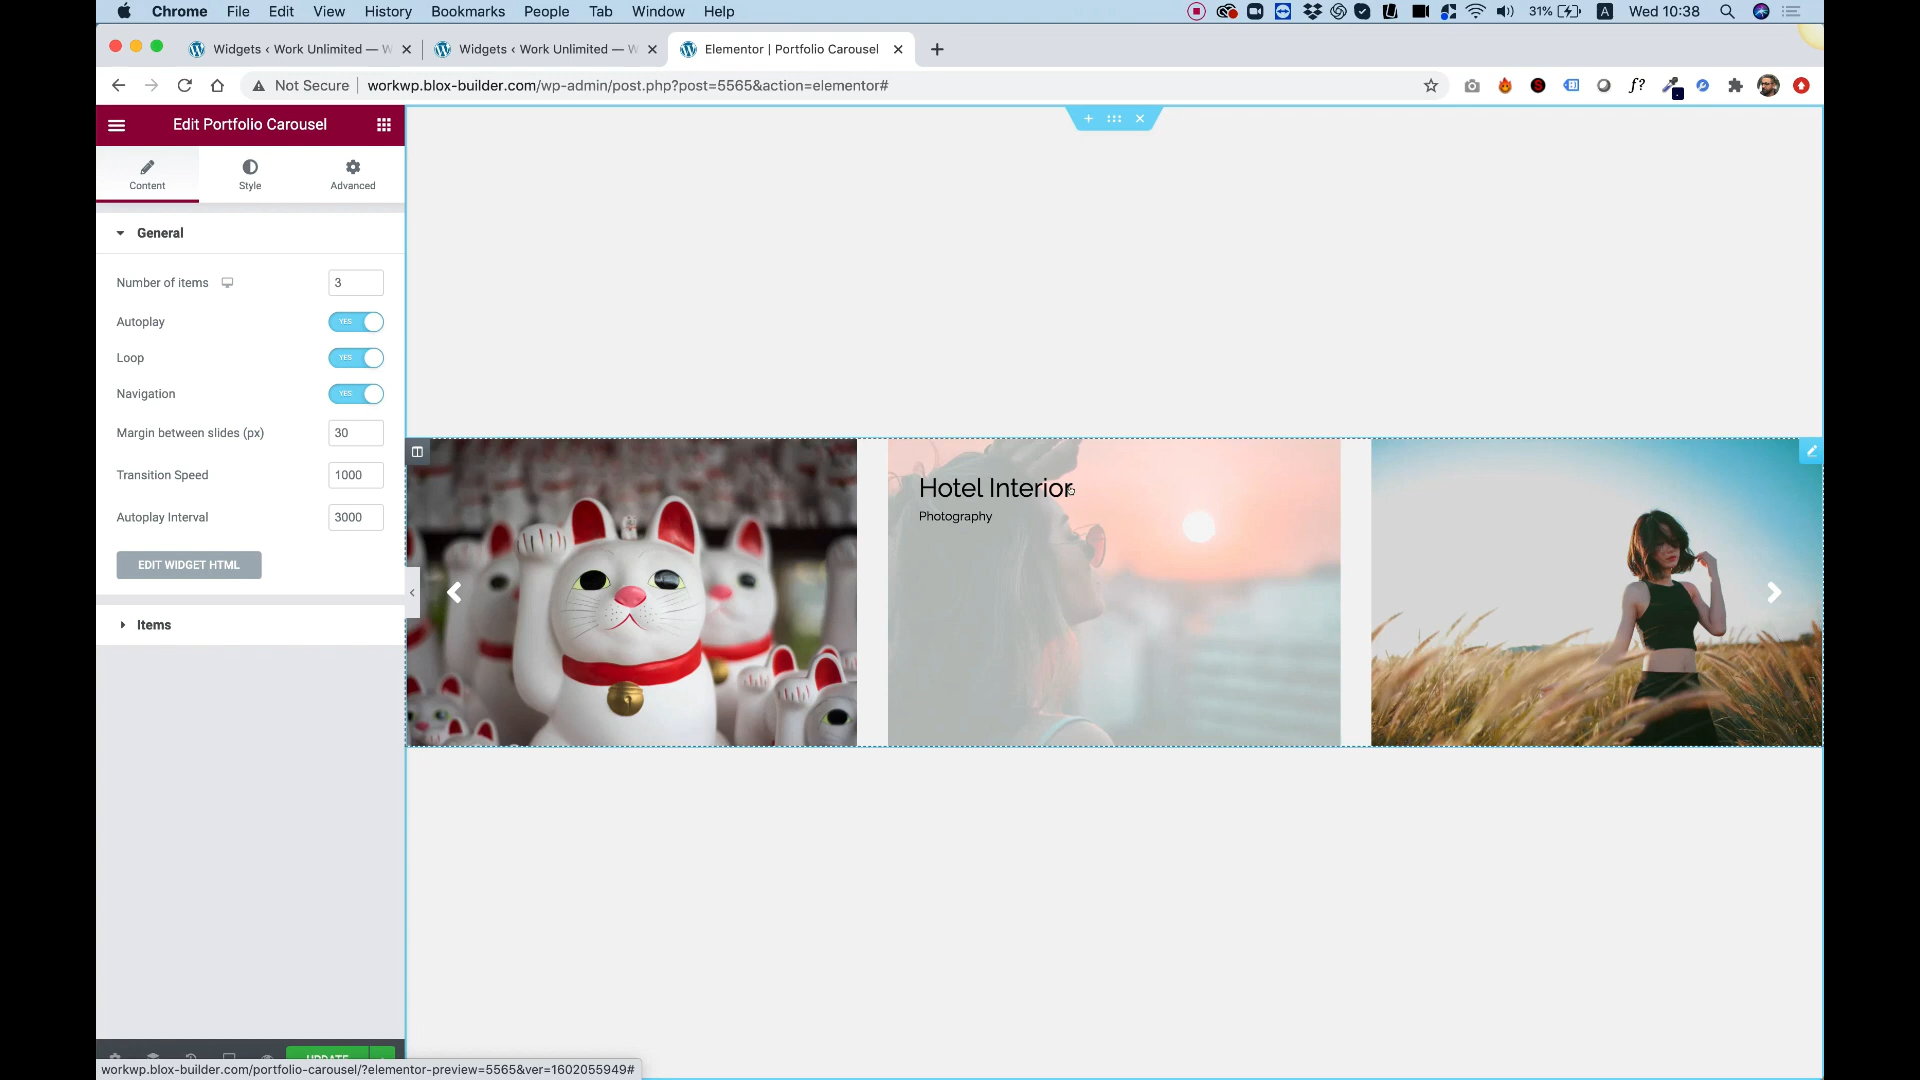 Chrome File Edit View History Bookmarks People Tab Window Help
31% A Wed 10:38
Widgets ‹ Work Unlimited — W
Widgets ‹ Work Unlimited — W
Elementor | Portfolio Carousel
Not Secure workwp.blox-builder.com/wp-admin/post.php?post=5565&action=elementor#
f?
Edit Portfolio Carousel
Content Style Advanced
General
Number of items 3
Autoplay YES
Loop YES
Navigation YES
Margin between slides (px) 30
Transition Speed 1000
Autoplay Interval 3000
EDIT WIDGET HTML
Items
Hotel Interior
Photography
UPDATE
workwp.blox-builder.com/portfolio-carousel/?elementor-preview=5565&ver=1602055949#